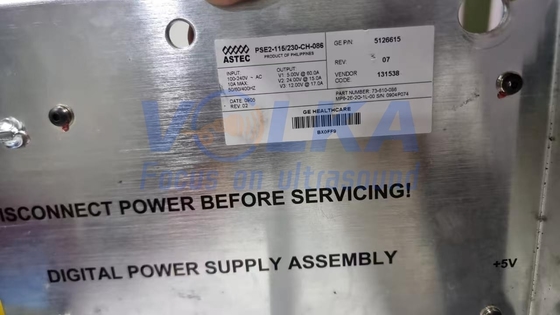 ASTEC
PSE2-115/230-CH-086
PRODUCT OF PHILIPPINES
GE P/N 5126615
REV. 07
VENDOR CODE 131538
INPUT:
100-240V ~ AC
10A MAX.
50/60/400HZ
OUTPUT:
V1: 5.00V @ 60.0A
V2: 24.00V @ 15.0A
V3: 12.00V @ 17.0A
DATE
REV. 02
PART NUMBER: 73-610-086
GE HEALTHCARE
VOLKA
Focus on ultrasound
ISCONNECT POWER BEFORE SERVICING!
DIGITAL POWER SUPPLY ASSEMBLY
+5V